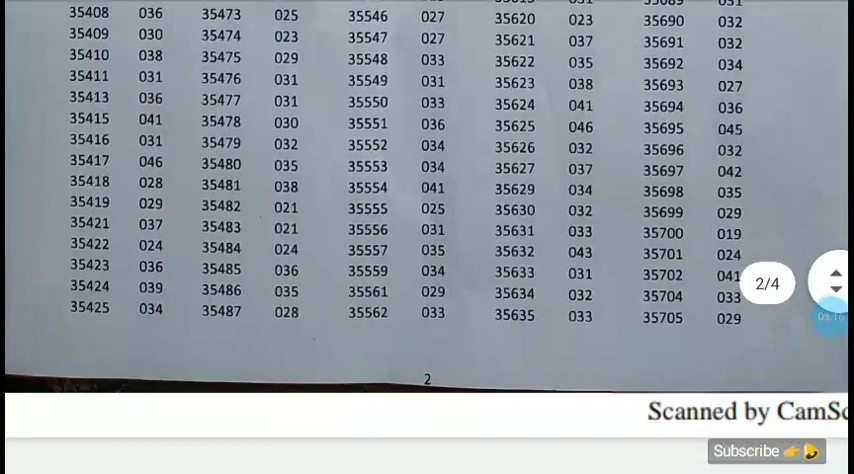 35408 036 35473 025 35546 027 35620 023 35690 032
35409 030 35474 023 35547 027 35621 037 35691 032
35410 038 35475 029 35548 033 35622 035 35692 034
35411 031 35476 031 35549 031 35623 038 35693 027
35413 036 35477 031 35550 033 35624 041 35694 036
35415 041 35478 030 35551 036 35625 046 35695 045
35416 031 35479 032 35552 034 35626 032 35696 032
35417 046 35480 035 35553 034 35627 037 35697 042
35418 028 35481 038 35554 041 35629 034 35698 035
35419 029 35482 021 35555 025 35630 032 35699 029
35421 037 35483 021 35556 031 35631 033 35700 019
35422 024 35484 024 35557 035 35632 043 35701 024
35423 036 35485 036 35559 034 35633 031 35702 041
35424 039 35486 035 35561 029 35634 032 35704 033
35425 034 35487 028 35562 033 35635 033 35705 029
2/4
03:16
2
Scanned by CamSc
Subscribe